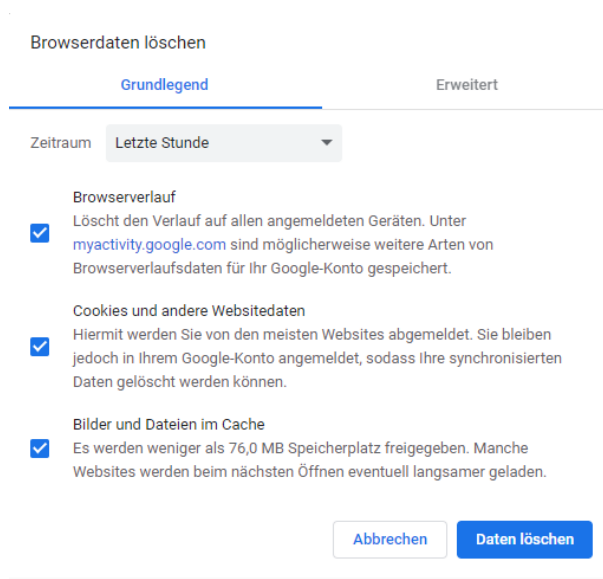 Browserdaten löschen
Grundlegend Erweitert
Zeitraum Letzte Stunde
Browserverlauf
Löscht den Verlauf auf allen angemeldeten Geräten. Unter
myactivity.google.com sind möglicherweise weitere Arten von
Browserverlaufsdaten für Ihr Google-Konto gespeichert.
Cookies und andere Websitedaten
Hiermit werden Sie von den meisten Websites abgemeldet. Sie bleiben
jedoch in Ihrem Google-Konto angemeldet, sodass Ihre synchronisierten
Daten gelöscht werden können.
Bilder und Dateien im Cache
Es werden weniger als 76,0 MB Speicherplatz freigegeben. Manche
Websites werden beim nächsten Öffnen eventuell langsamer geladen.
Abbrechen Daten löschen